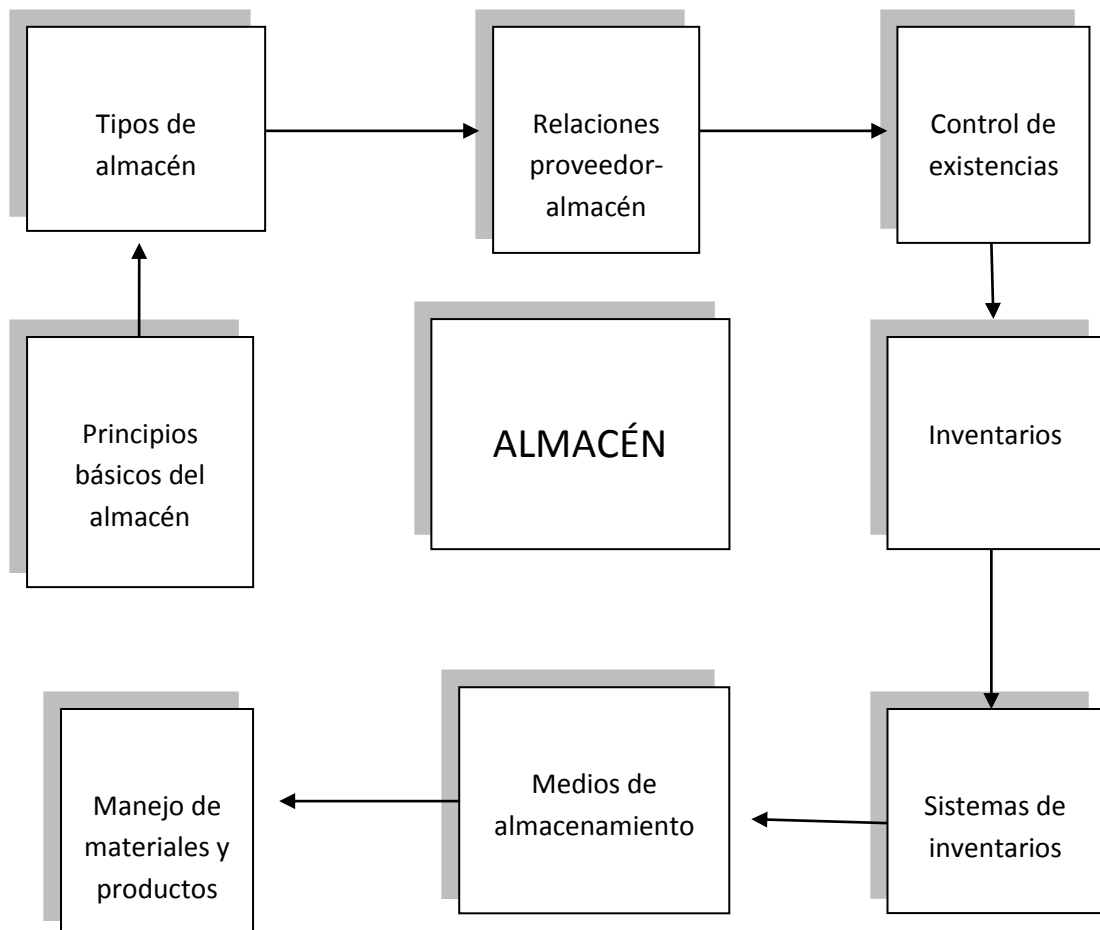 Tipos de
almacén
Relaciones
proveedor-
almacén
Control de
existencias
Principios
básicos del
almacén
ALMACÉN
Inventarios
Manejo de
materiales y
productos
Medios de
almacenamiento
Sistemas de
inventarios